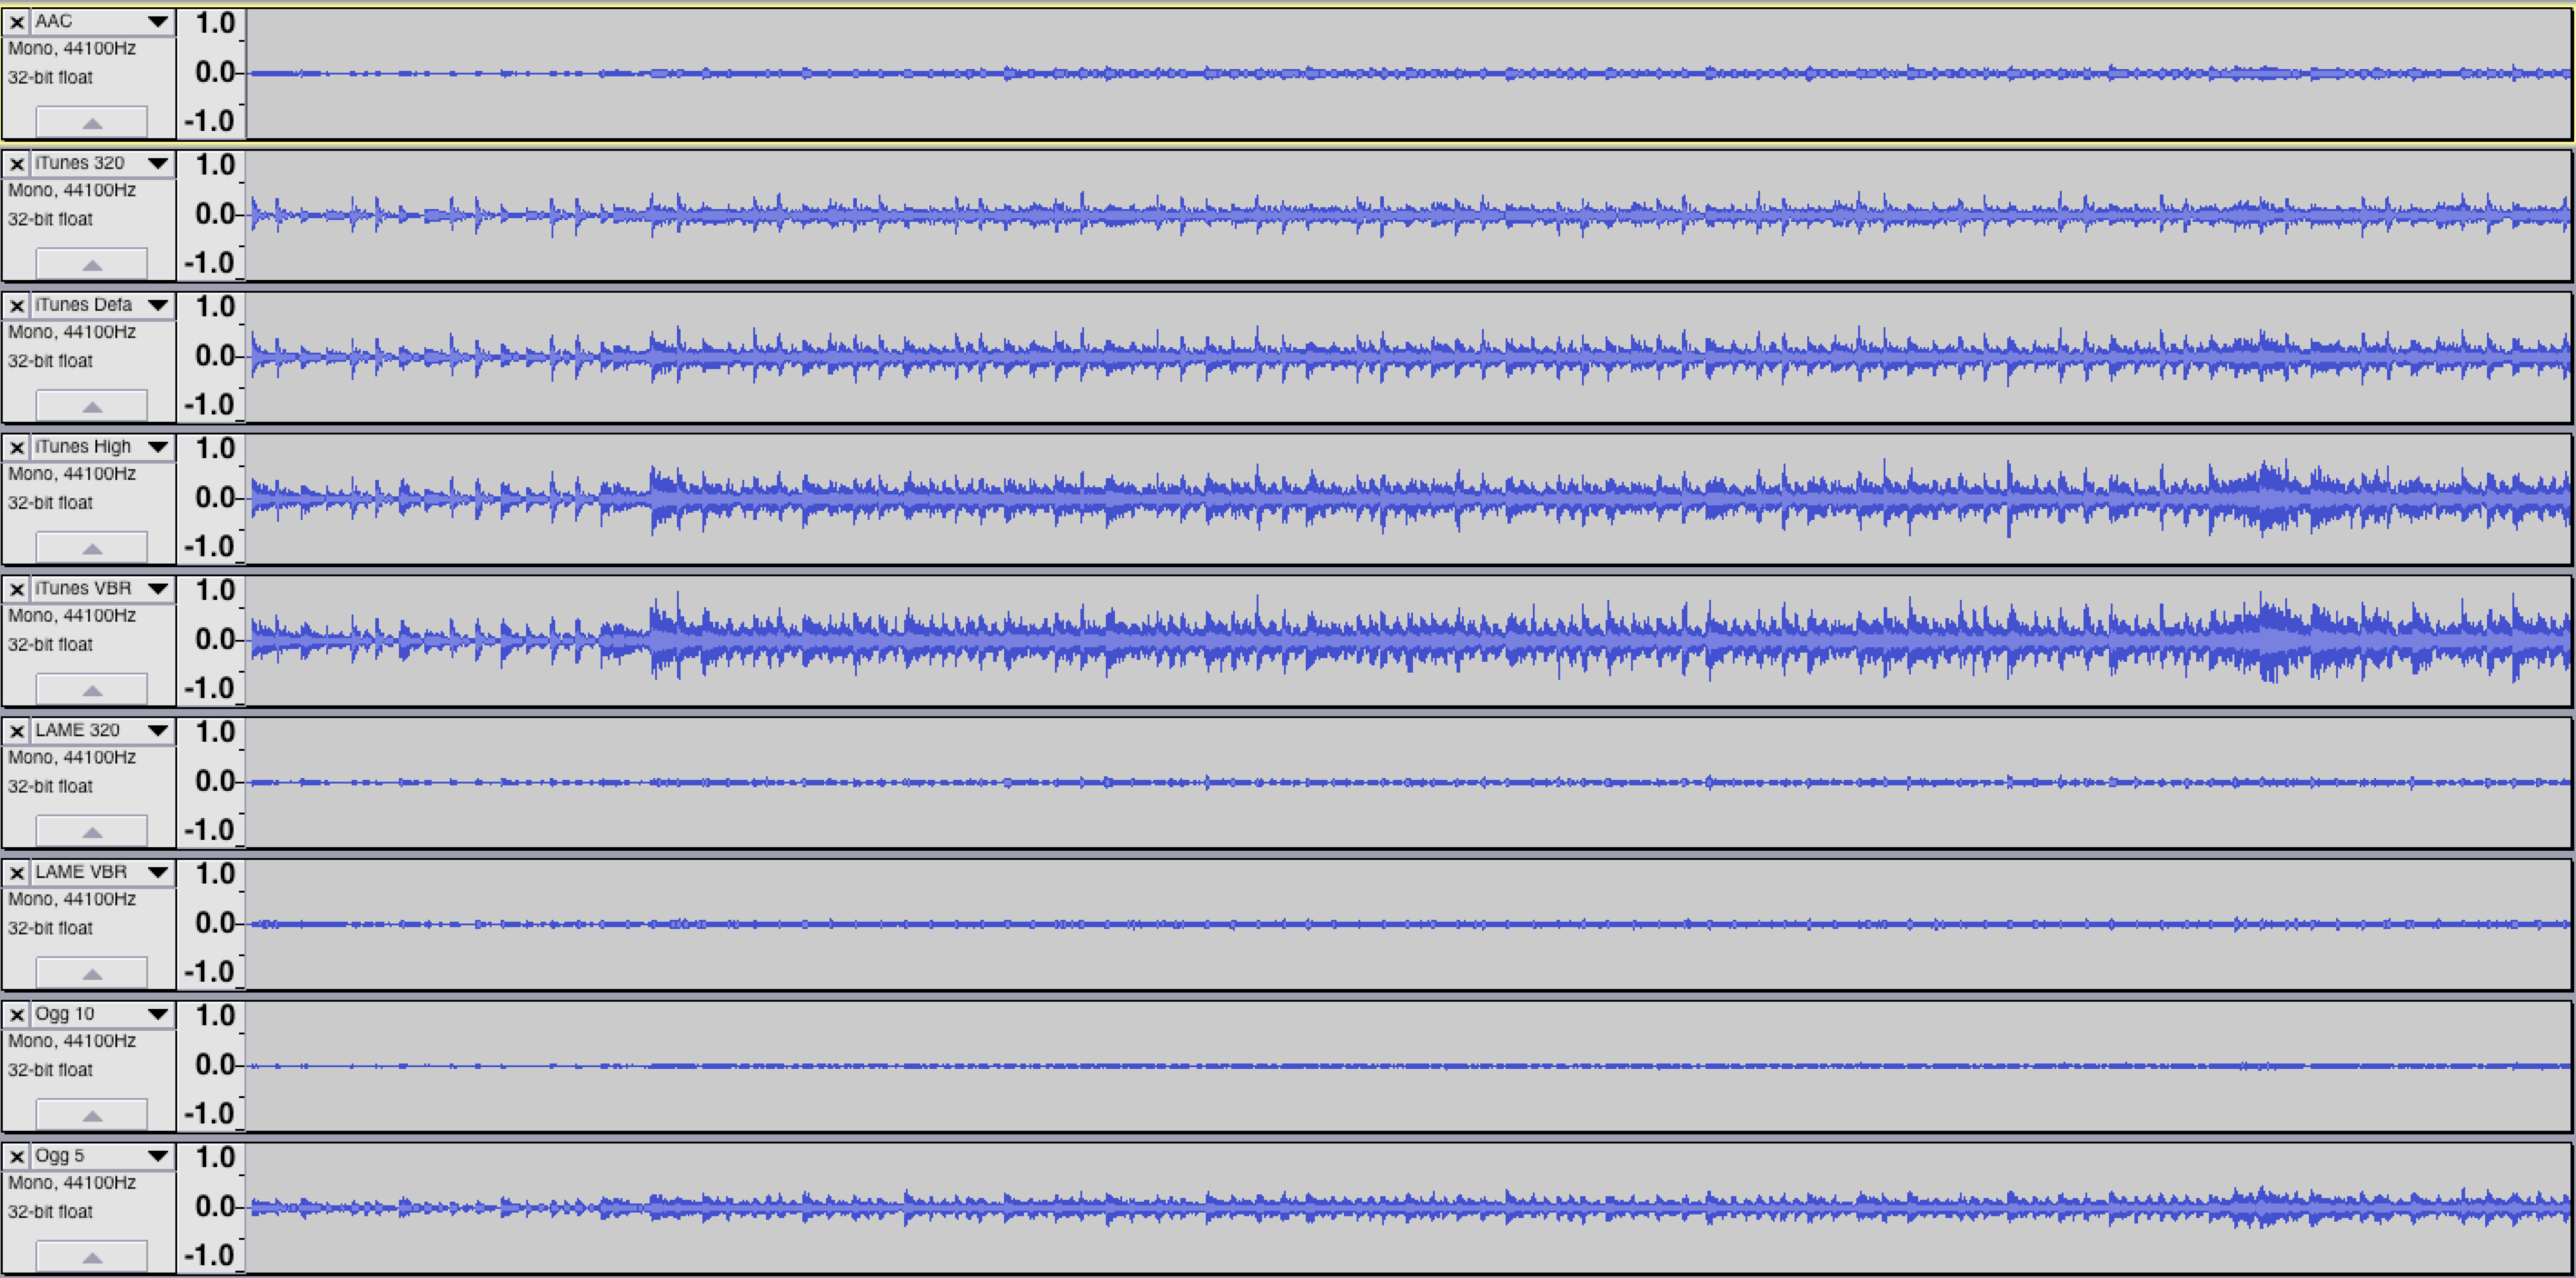 AAC
1.0
Mono, 44100Hz
32-bit float
0.0
-1.0
iTunes 320
1.0
Mono, 44100Hz
32-bit float
0.0
-1.0
iTunes Defa
1.0
Mono, 44100Hz
32-bit float
0.0
-1.0
iTunes High
1.0
Mono, 44100Hz
32-bit float
0.0
-1.0
iTunes VBR
1.0
Mono, 44100Hz
32-bit float
0.0
-1.0
LAME 320
1.0
Mono, 44100Hz
32-bit float
0.0
-1.0
LAME VBR
1.0
Mono, 44100Hz
32-bit float
0.0
-1.0
Ogg 10
1.0
Mono, 44100Hz
32-bit float
0.0
-1.0
Ogg 5
1.0
Mono, 44100Hz
32-bit float
0.0
-1.0